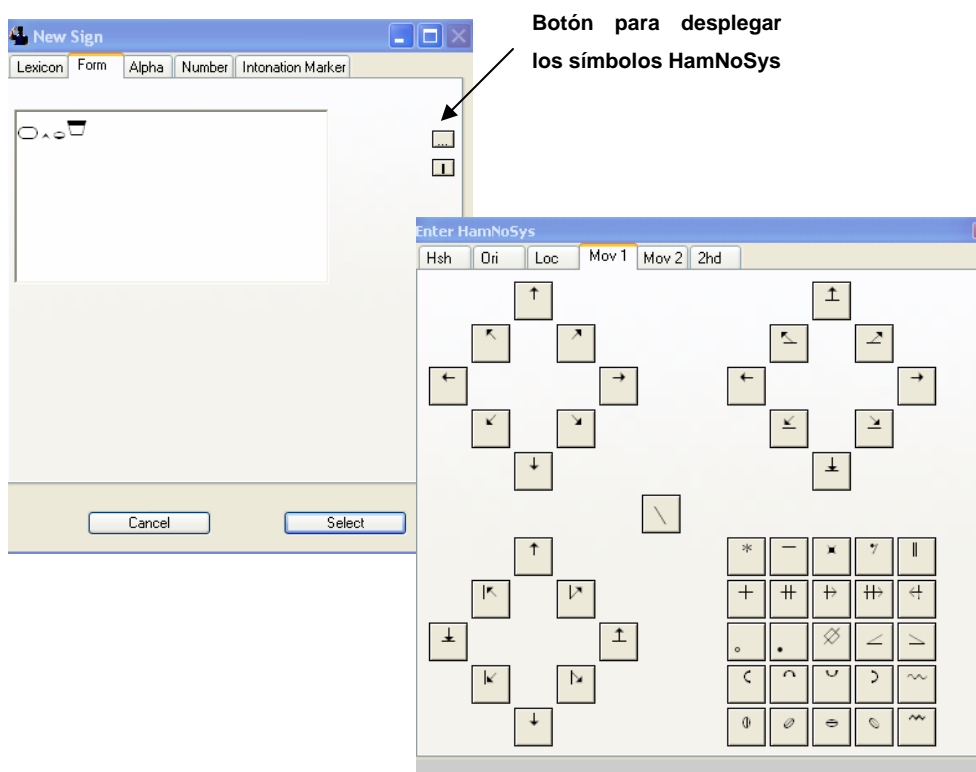 New Sign
Lexicon Form Alpha Number Intonation Marker
Botón para desplegar
los símbolos HamNoSys
...
I
Cancel Select
Enter HamNoSys
Hsh Ori Loc Mov 1 Mov 2 2hd